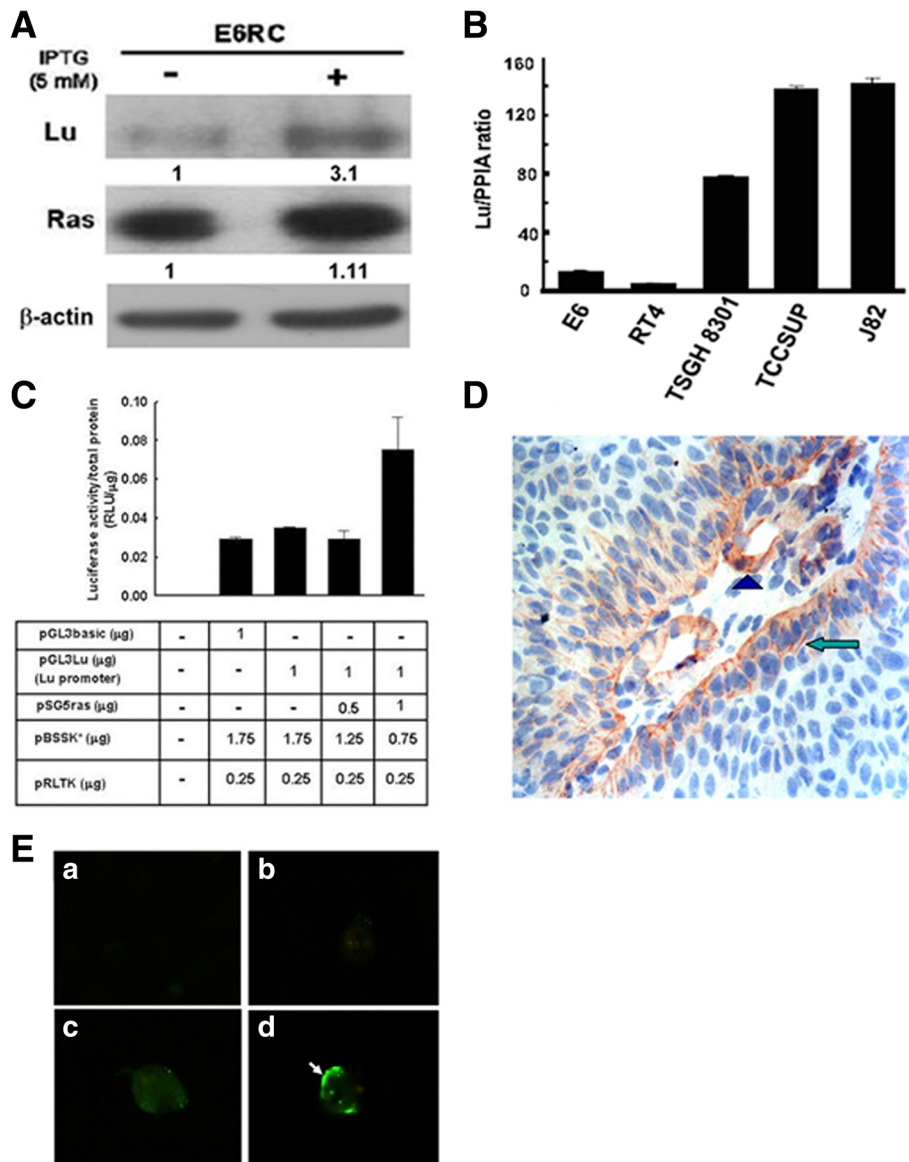 A
E6RC
IPTG
(5 mM)
- +
Lu
1 3.1
Ras
1 1.11
β-actin
B
Lu/PPIA ratio
160
120
80
40
0
E6 RT4 TSGH 8301 TCCSUP J82
C
Luciferase activity/total protein
(RLU/µg)
0.10
0.08
0.06
0.04
0.02
0.00
pGL3basic (µg) - 1 - - -
pGL3Lu (µg)
(Lu promoter) - - 1 1 1
pSG5ras (µg) - - - 0.5 1
pBSSK⁺ (µg) - 1.75 1.75 1.25 0.75
pRLTK (µg) - 0.25 0.25 0.25 0.25
D
E
a b
c d